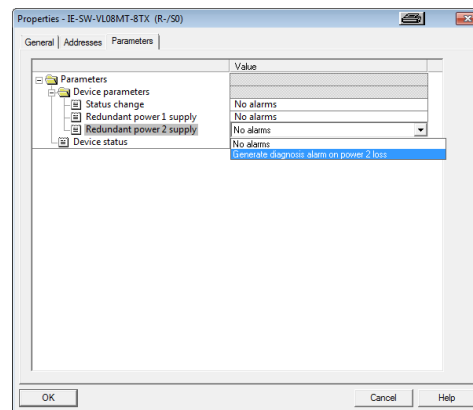 Properties - IE-SW-VL08MT-8TX (R-/S0)
General Addresses Parameters
Value
Parameters
Device parameters
Status change No alarms
Redundant power 1 supply No alarms
Redundant power 2 supply No alarms
Device status No alarms
Generate diagnosis alarm on power 2 loss
OK Cancel Help